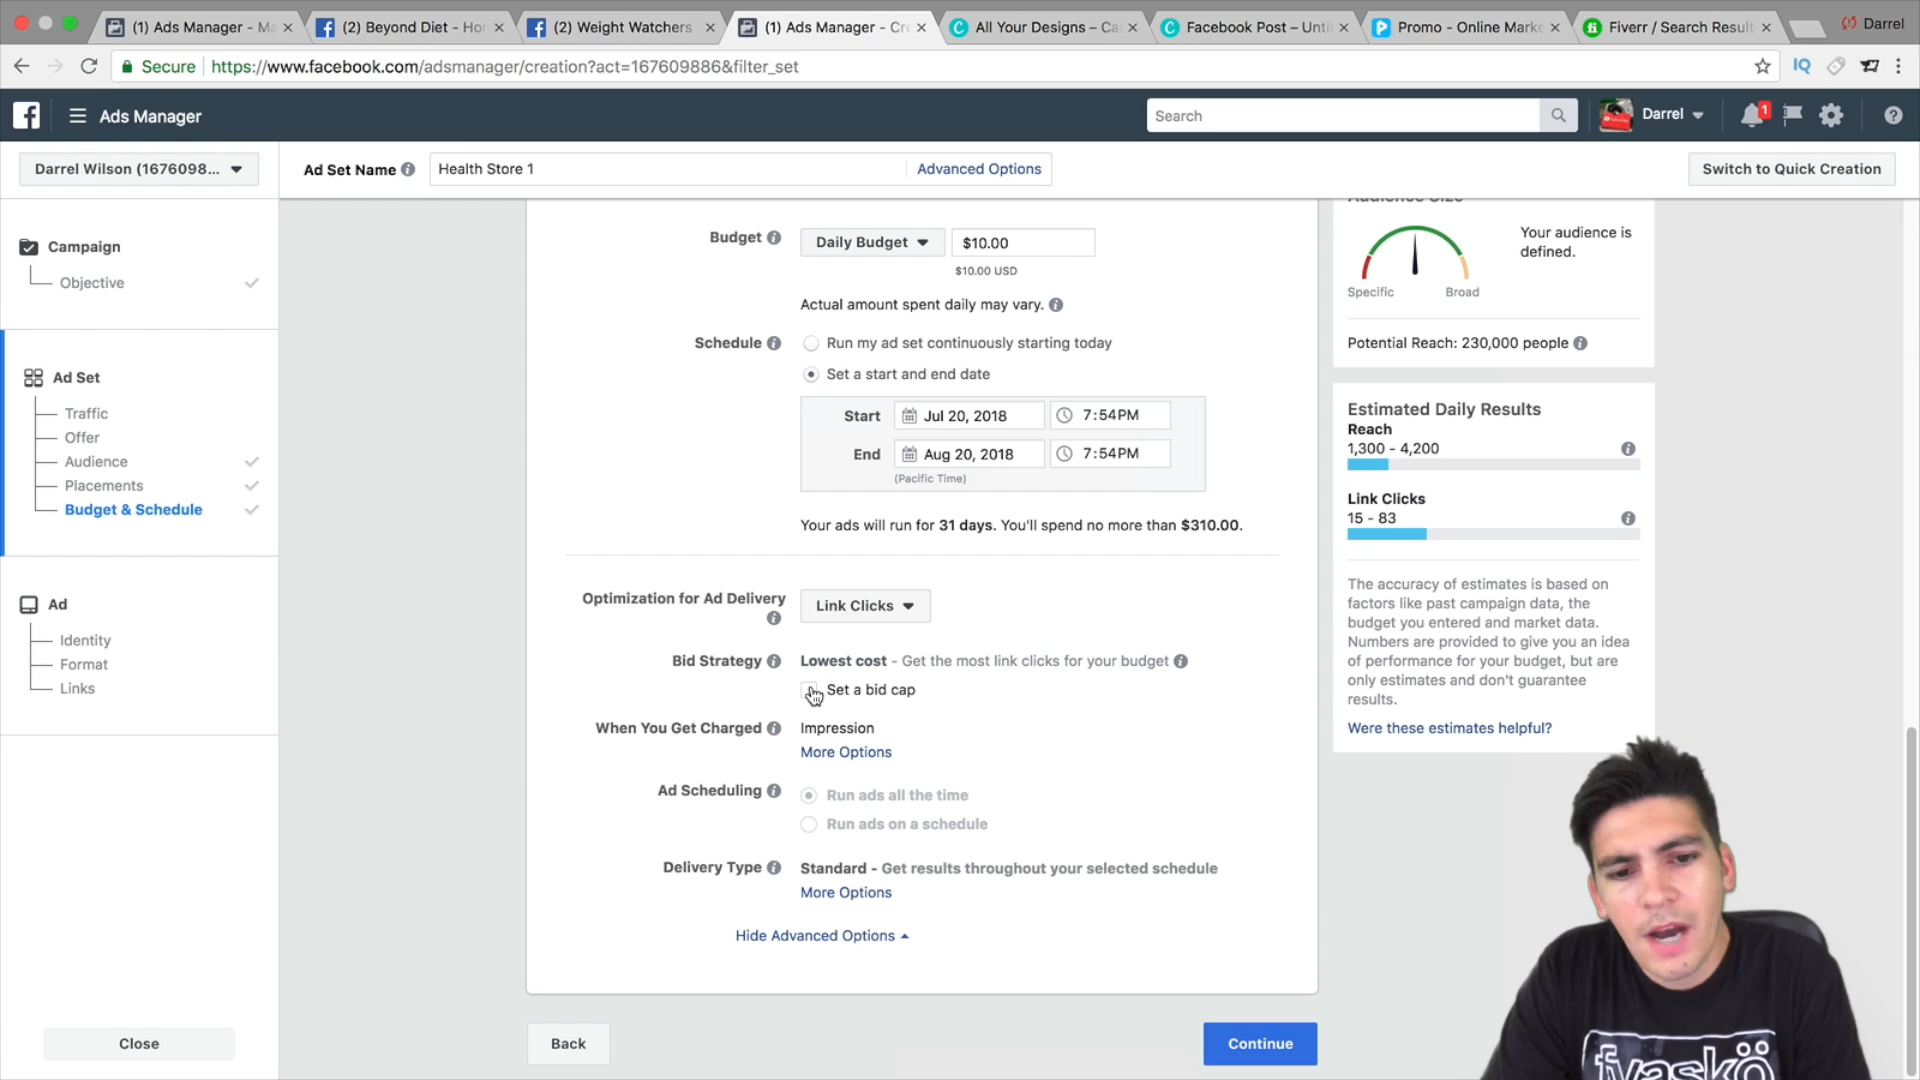 (1) Ads Manager - Ma
(2) Beyond Diet - Hor
(2) Weight Watchers
(1) Ads Manager - Cre
All Your Designs – Ca
Facebook Post – Unti
Promo - Online Marke
Fiverr / Search Result
Darrel
Secure
https://www.facebook.com/adsmanager/creation?act=167609886&filter_set
IQ
Ads Manager
Search
Darrel
1
Darrel Wilson (1676098...
Ad Set Name
Health Store 1
Advanced Options
Switch to Quick Creation
Campaign
Objective
Ad Set
Traffic
Offer
Audience
Placements
Budget & Schedule
Ad
Identity
Format
Links
Close
Budget
Daily Budget
$10.00
$10.00 USD
Actual amount spent daily may vary.
Schedule
Run my ad set continuously starting today
Set a start and end date
Start
Jul 20, 2018
7:54PM
End
Aug 20, 2018
7:54PM
(Pacific Time)
Your ads will run for 31 days. You'll spend no more than $310.00.
Optimization for Ad Delivery
Link Clicks
Bid Strategy
Lowest cost - Get the most link clicks for your budget
Set a bid cap
When You Get Charged
Impression
More Options
Ad Scheduling
Run ads all the time
Run ads on a schedule
Delivery Type
Standard - Get results throughout your selected schedule
More Options
Hide Advanced Options
Back
Continue
Audience Size
Your audience is
defined.
Specific
Broad
Potential Reach: 230,000 people
Estimated Daily Results
Reach
1,300 - 4,200
Link Clicks
15 - 83
The accuracy of estimates is based on
factors like past campaign data, the
budget you entered and market data.
Numbers are provided to give you an idea
of performance for your budget, but are
only estimates and don't guarantee
results.
Were these estimates helpful?
fvaskö